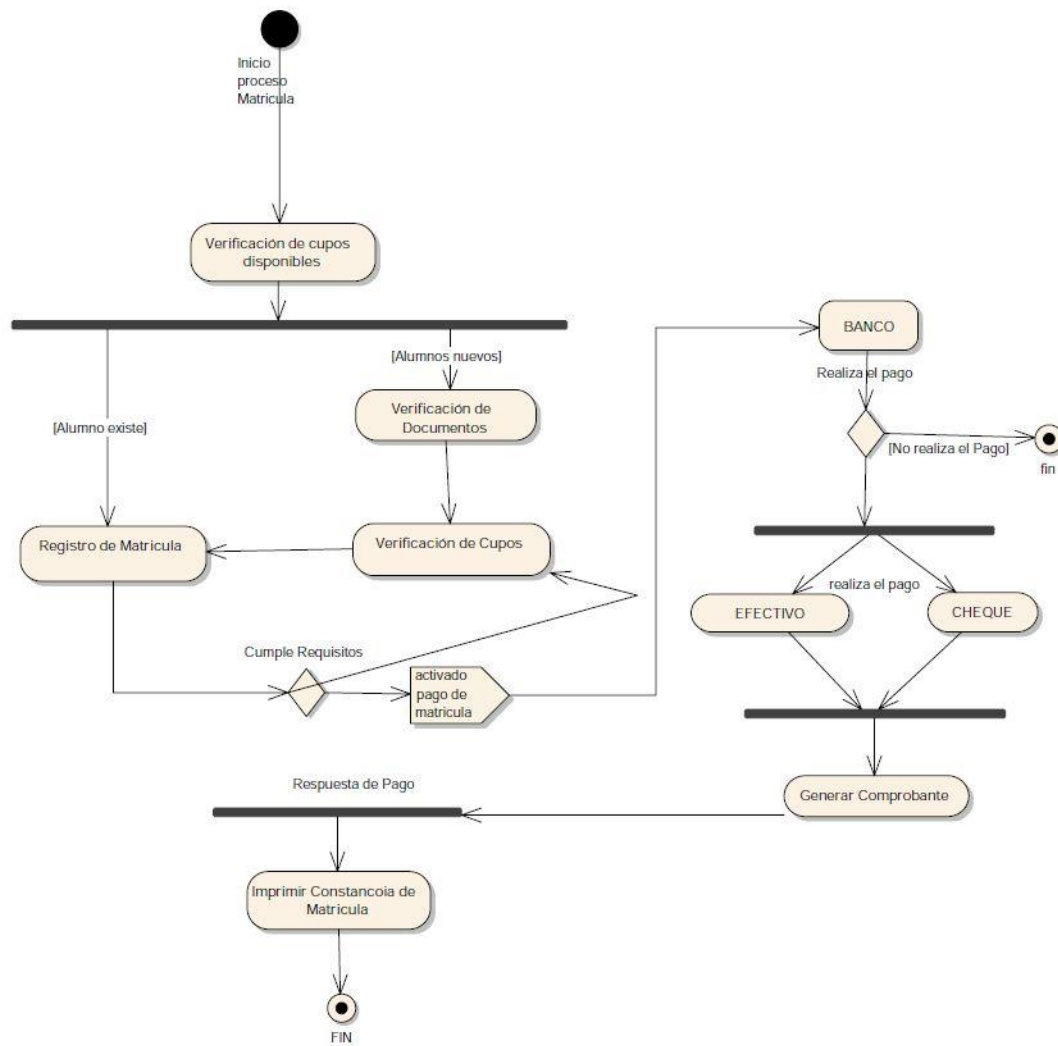 Inicio
proceso
Matricula
Verificación de cupos
disponibles
[Alumnos nuevos]
[Alumno existe]
Verificación de
Documentos
Registro de Matricula
Verificación de Cupos
Cumple Requisitos
activado
pago de
matricula
BANCO
Realiza el pago
[No realiza el Pago]
fin
realiza el pago
EFECTIVO
CHEQUE
Generar Comprobante
Respuesta de Pago
Imprimir Constancoia de
Matricula
FIN